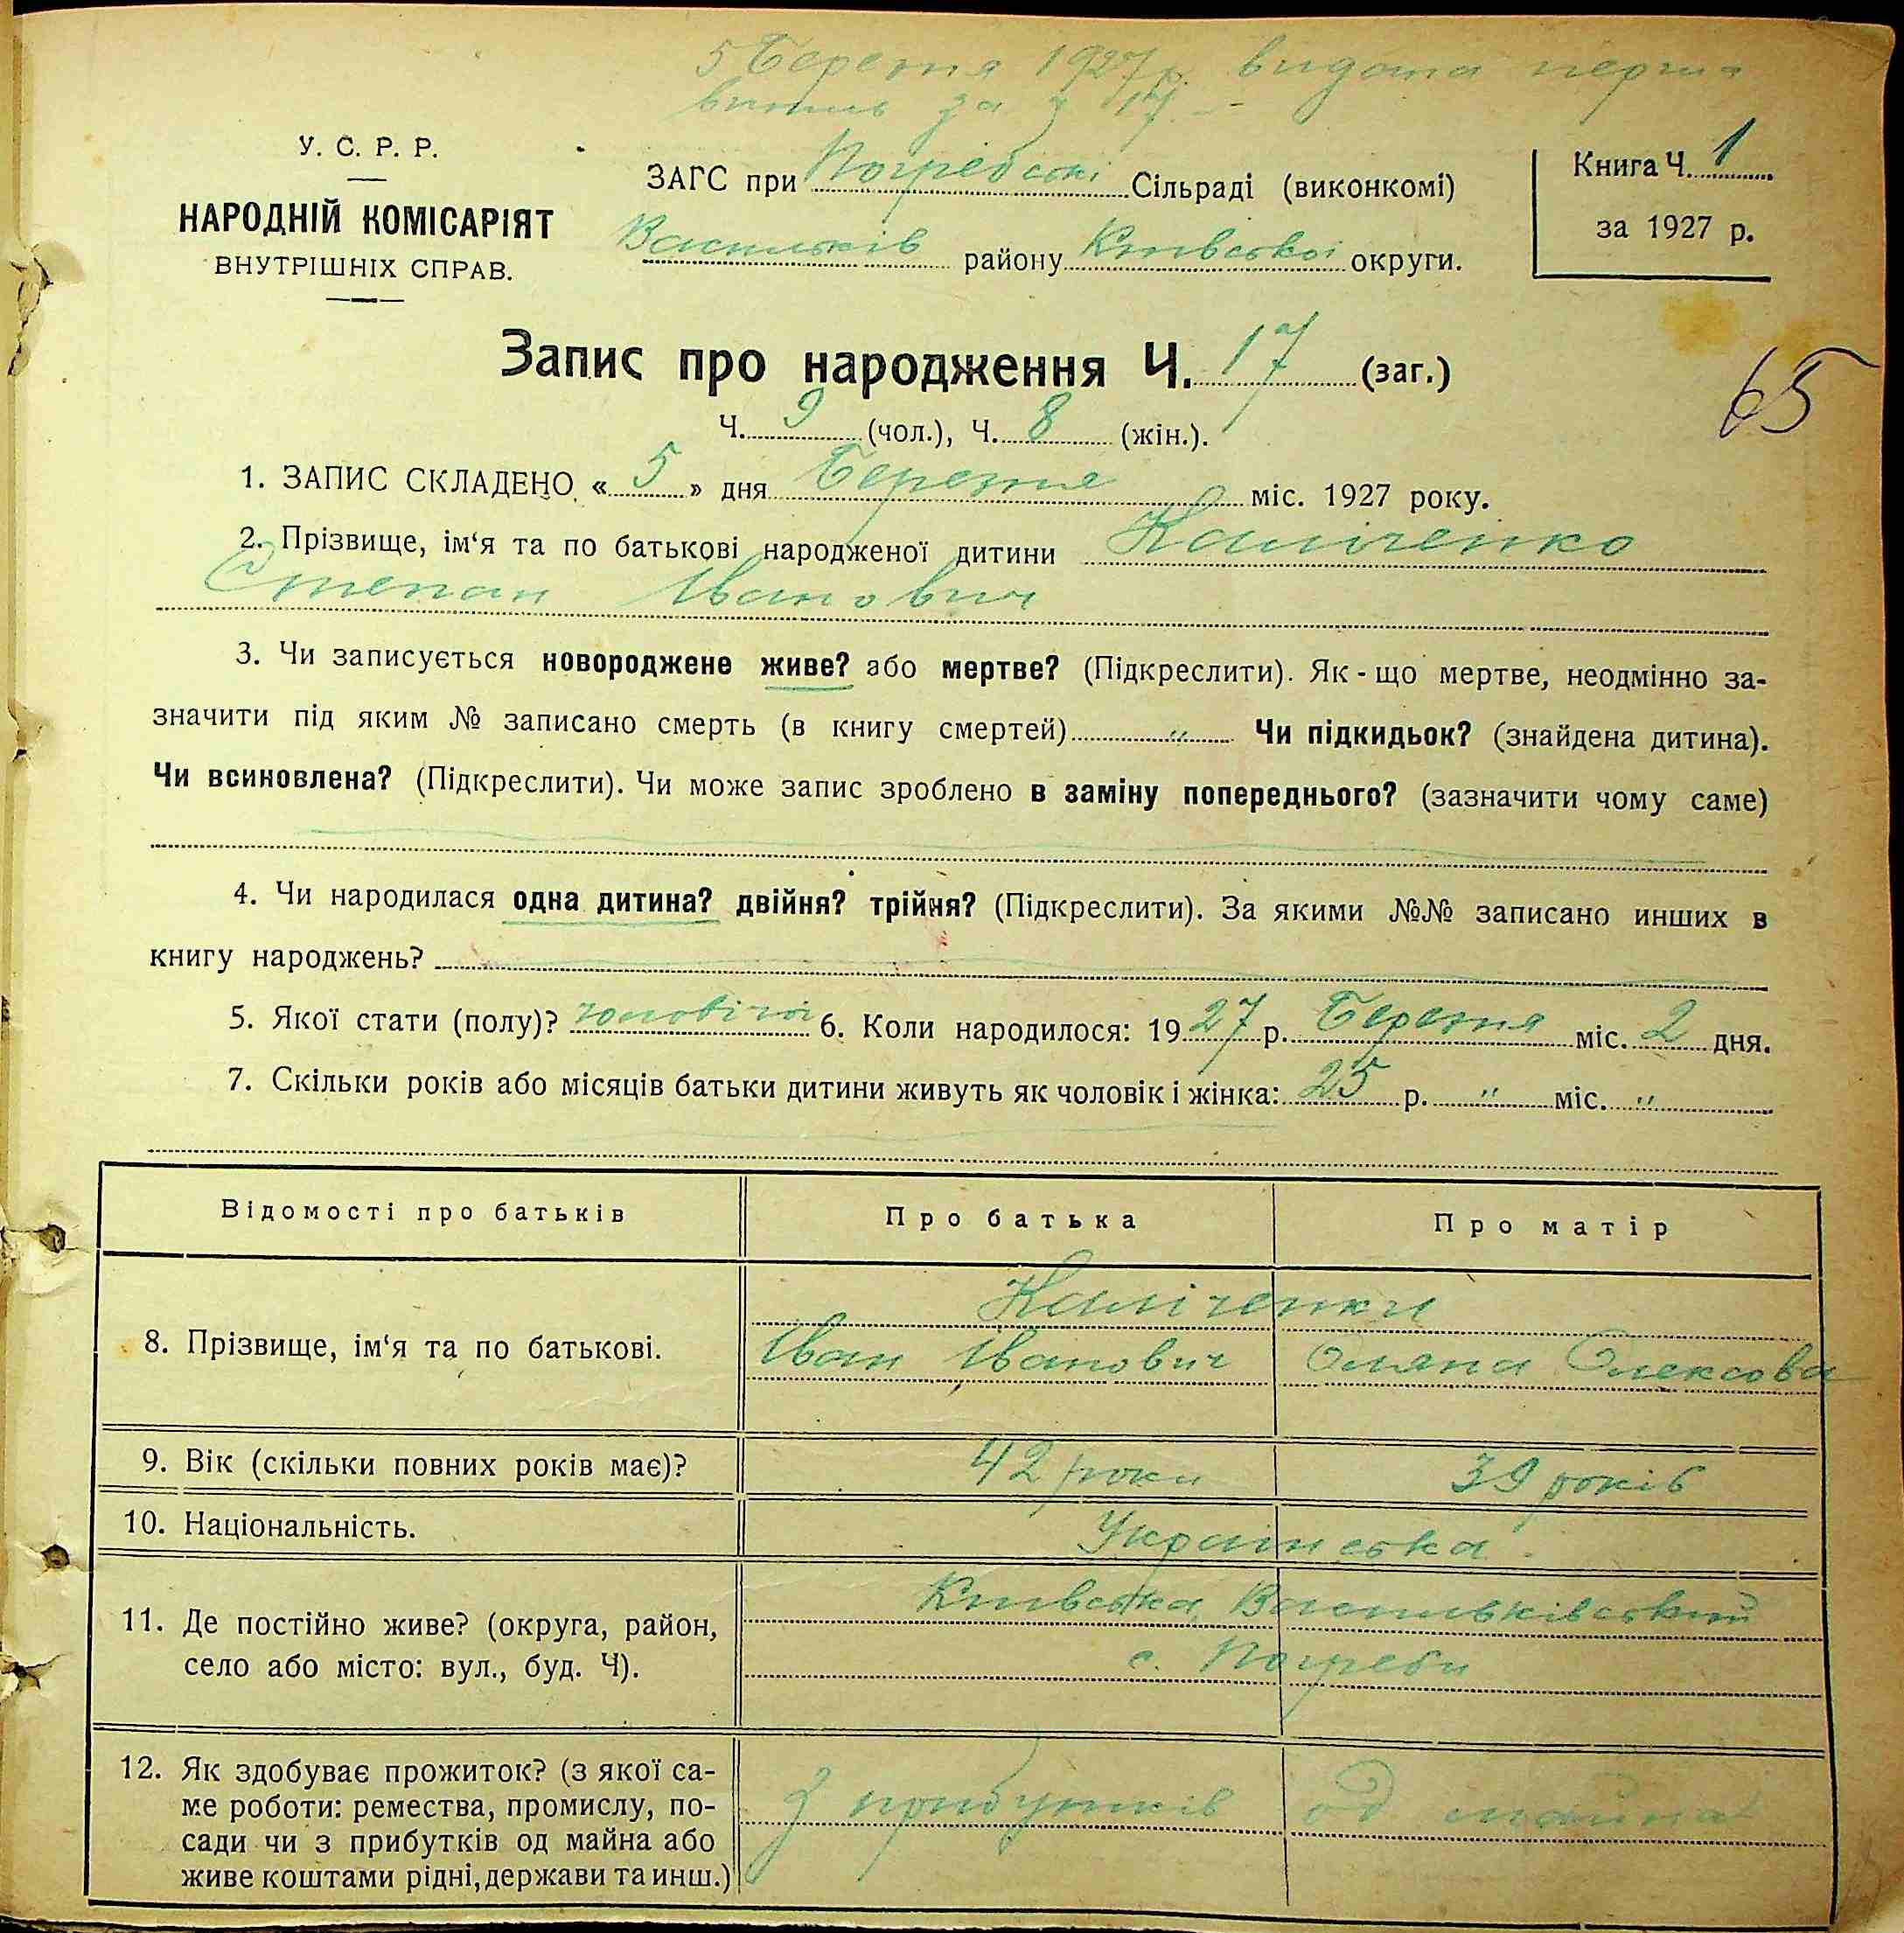 5 Березня 1927 р. видана перша
витись за ч 17. -
У. С. Р. Р.
НАРОДНІЙ КОМІСАРІЯТ
ВНУТРІШНІХ СПРАВ.
ЗАГС при Погребські Сільраді (виконкомі)
Васильків району Київської округи.
Книга Ч. 1
за 1927 р.
Запис про народження Ч. 17 (заг.)
65
Ч. 9 (чол.), Ч. 8 (жін.).
1. ЗАПИС СКЛАДЕНО « 5 » дня Березня міс. 1927 року.
2. Прізвище, ім‘я та по батькові народженої дитини Каліченко
Степан Іванович
3. Чи записується новороджене живе? або мертве? (Підкреслити). Як-що мертве, неодмінно за-
значити під яким № записано смерть (в книгу смертей) " Чи підкидьок? (знайдена дитина).
Чи всиновлена? (Підкреслити). Чи може запис зроблено в заміну попереднього? (зазначити чому саме)
4. Чи народилася одна дитина? двійня? трійня? (Підкреслити). За якими №№ записано инших в
книгу народжень?
5. Якої стати (полу)? чоловічої 6. Коли народилося: 1927 р. Березня міс. 2 дня.
7. Скільки років або місяців батьки дитини живуть як чоловік і жінка: 25 р. " міс. "
Відомості про батьків Про батька Про матір
Каліченки
8. Прізвище, ім‘я та по батькові. Іван Іванович Оляна Олексова
9. Вік (скільки повних років має)? 42 роки 39 років
10. Національність. Українська
11. Де постійно живе? (округа, район, Київська, Васильківський
село або місто: вул., буд. Ч). с. Погреби
12. Як здобуває прожиток? (з якої са-
ме роботи: ремества, промислу, по- З прибутків од майна
сади чи з прибутків од майна або
живе коштами рідні, держави та инш.)